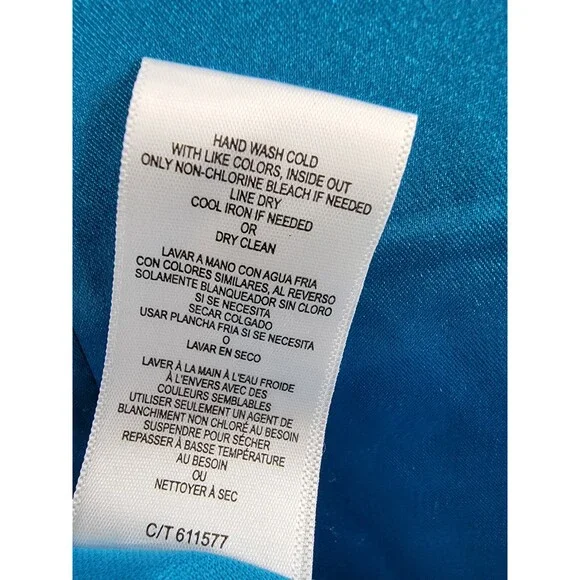 HAND WASH COLD
WITH LIKE COLORS, INSIDE OUT
ONLY NON-CHLORINE BLEACH IF NEEDED
LINE DRY
COOL IRON IF NEEDED
OR
DRY CLEAN
LAVAR A MANO CON AGUA FRIA
CON COLORES SIMILARES, AL REVERSO
SOLAMENTE BLANQUEADOR SIN CLORO
SI SE NECESITA
SECAR COLGADO
USAR PLANCHA FRIA SI SE NECESITA
O
LAVAR EN SECO
LAVER À LA MAIN À L'EAU FROIDE
À L'ENVERS AVEC DES
COULEURS SEMBLABLES
UTILISER SEULEMENT UN AGENT DE
BLANCHIMENT NON CHLORÉ AU BESOIN
SUSPENDRE POUR SÉCHER
REPASSER À BASSE TEMPÉRATURE
AU BESOIN
OU
NETTOYER À SEC
C/T 611577